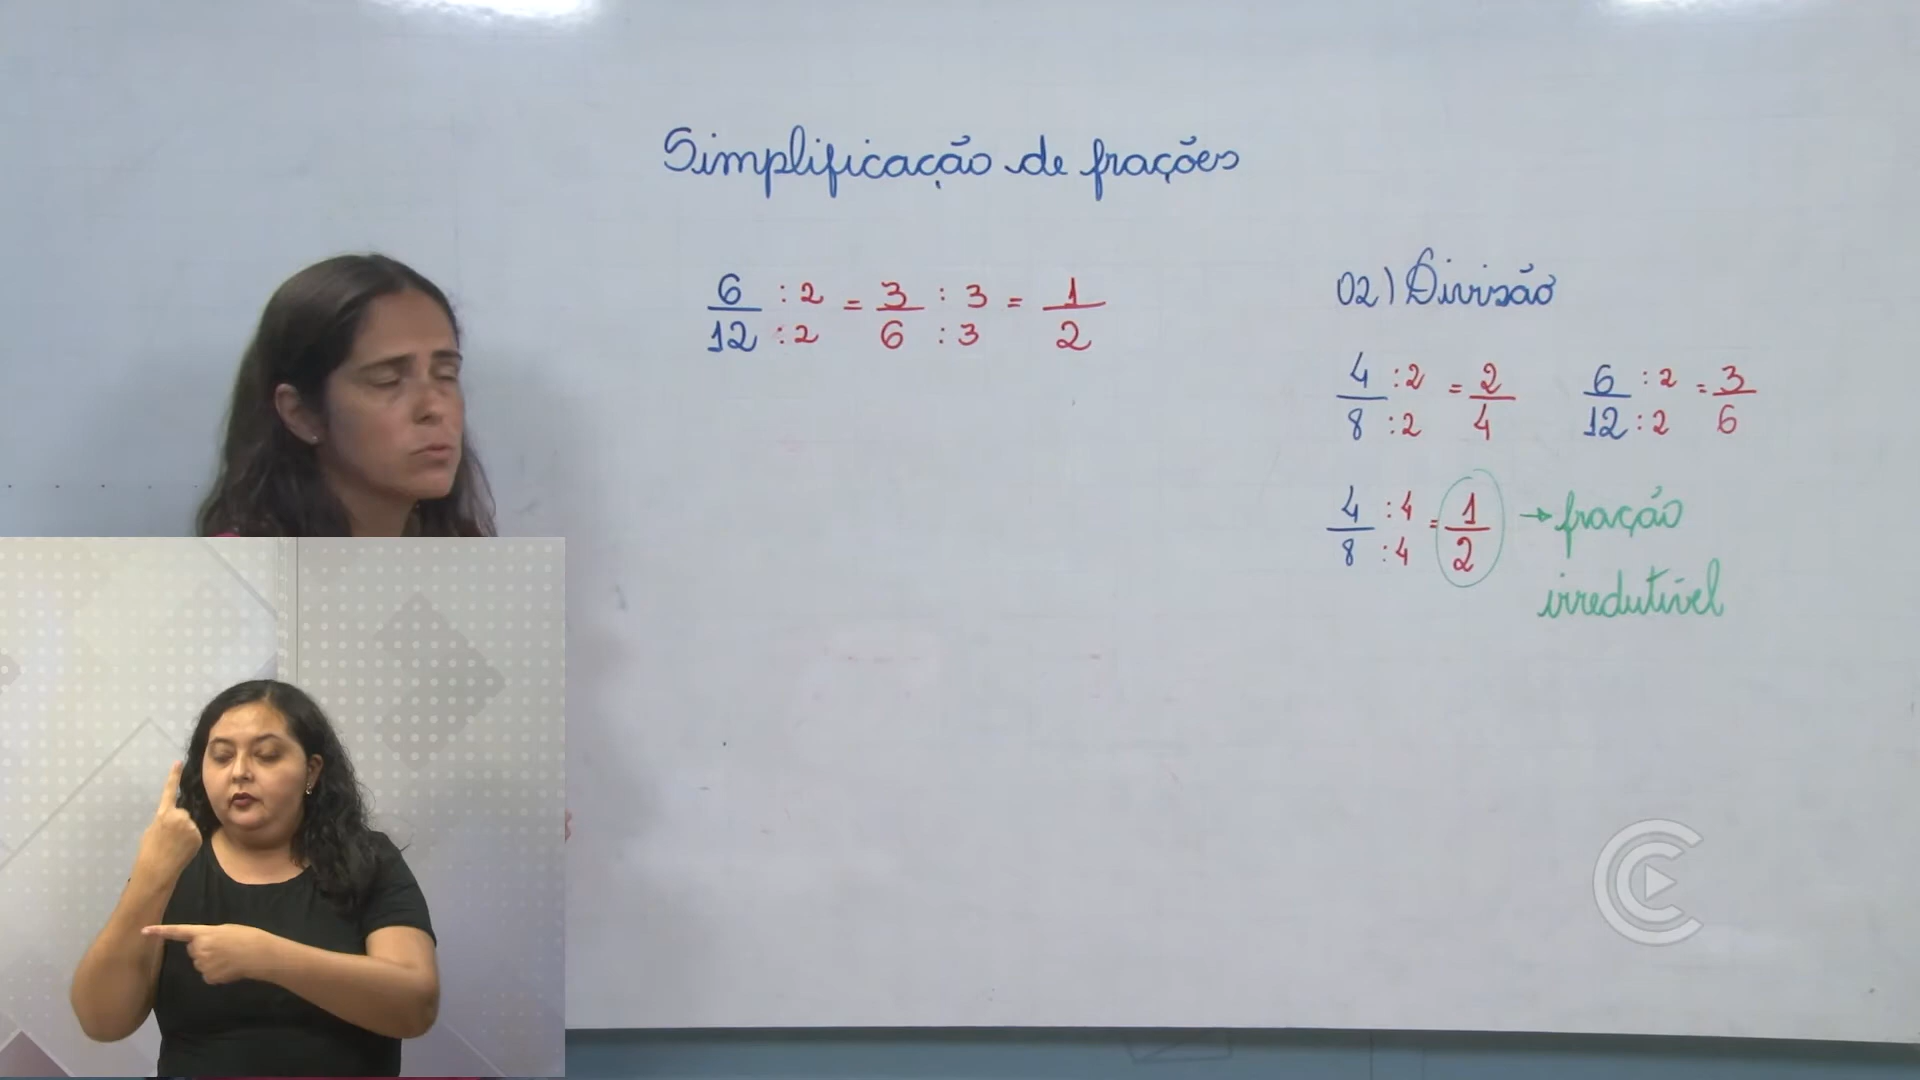 Simplificação de frações
6/12 :2/:2 = 3/6 :3/:3 = 1/2
02) Divisão
4/8 :2/:2 = 2/4   6/12 :2/:2 = 3/6
4/8 :4/:4 = 1/2 → fração
irredutível